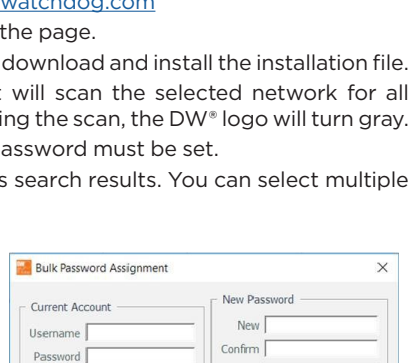 watchdog.com
the page.
download and install the installation file.
will scan the selected network for all
ing the scan, the DW® logo will turn gray.
assword must be set.
s search results. You can select multiple
Bulk Password Assignment
Current Account
New Password
Username
New
Password
Confirm